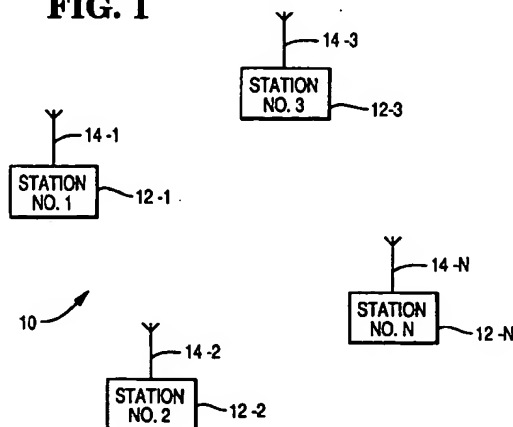 FIG. 1
14-3
STATION
NO. 3
12-3
14-1
STATION
NO. 1
12-1
14-N
STATION
NO. N
12-N
10
14-2
STATION
NO. 2
12-2